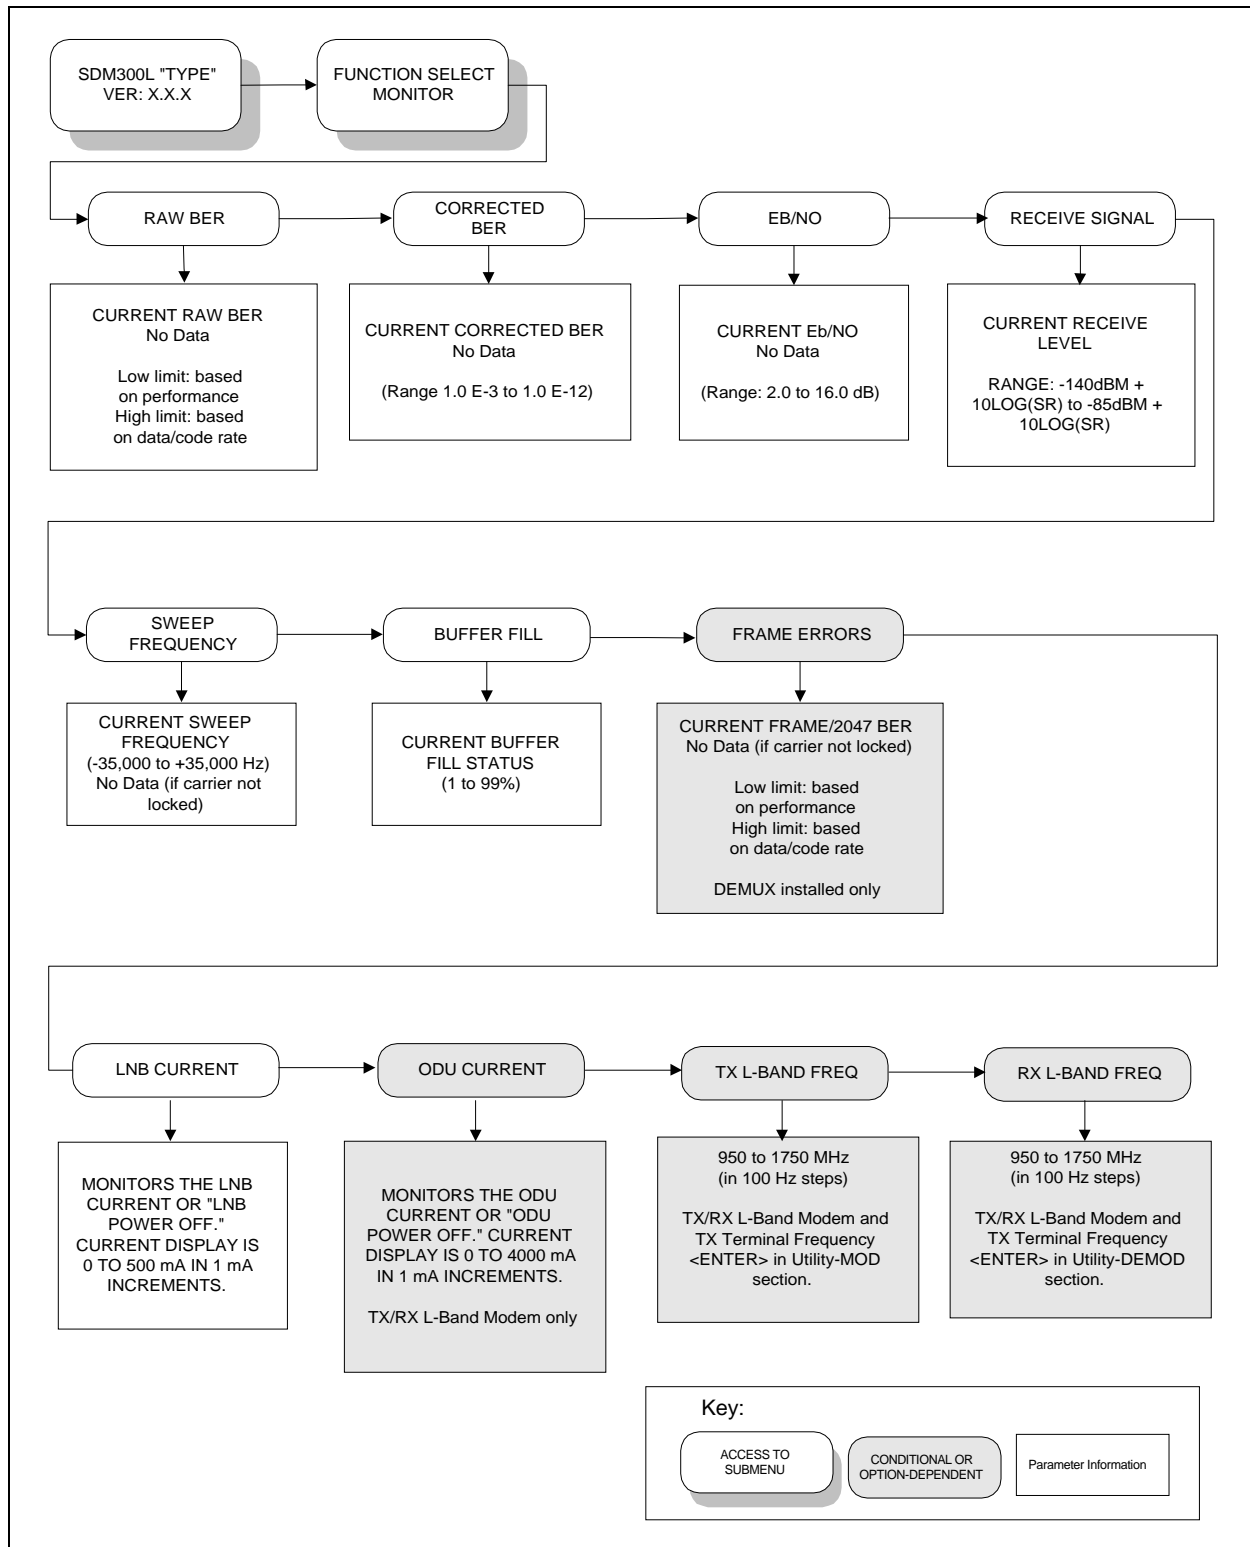 SDM300L "TYPE"
VER: X.X.X
FUNCTION SELECT
MONITOR
RAW BER
CORRECTED
BER
EB/NO
RECEIVE SIGNAL
CURRENT RAW BER
No Data
Low limit: based
on performance
High limit: based
on data/code rate
CURRENT CORRECTED BER
No Data
(Range 1.0 E-3 to 1.0 E-12)
CURRENT Eb/NO
No Data
(Range: 2.0 to 16.0 dB)
CURRENT RECEIVE
LEVEL
RANGE: -140dBM +
10LOG(SR) to -85dBM +
10LOG(SR)
SWEEP
FREQUENCY
BUFFER FILL
FRAME ERRORS
CURRENT SWEEP
FREQUENCY
(-35,000 to +35,000 Hz)
No Data (if carrier not
locked)
CURRENT BUFFER
FILL STATUS
(1 to 99%)
CURRENT FRAME/2047 BER
No Data (if carrier not locked)
Low limit: based
on performance
High limit: based
on data/code rate
DEMUX installed only
LNB CURRENT
ODU CURRENT
TX L-BAND FREQ
RX L-BAND FREQ
MONITORS THE LNB
CURRENT OR "LNB
POWER OFF."
CURRENT DISPLAY IS
0 TO 500 mA IN 1 mA
INCREMENTS.
MONITORS THE ODU
CURRENT OR "ODU
POWER OFF." CURRENT
DISPLAY IS 0 TO 4000 mA
IN 1 mA INCREMENTS.
TX/RX L-Band Modem only
950 to 1750 MHz
(in 100 Hz steps)
TX/RX L-Band Modem and
TX Terminal Frequency
<ENTER> in Utility-MOD
section.
950 to 1750 MHz
(in 100 Hz steps)
TX/RX L-Band Modem and
TX Terminal Frequency
<ENTER> in Utility-DEMOD
section.
Key:
ACCESS TO
SUBMENU
CONDITIONAL OR
OPTION-DEPENDENT
Parameter Information